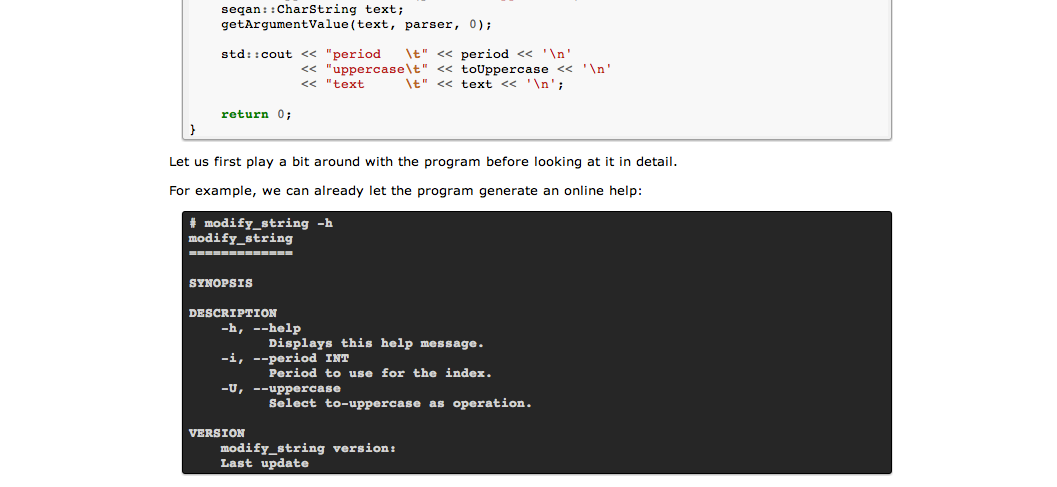 seqan::CharString text;
getArgumentValue(text, parser, 0);
std::cout << "period   \t" << period << '\n'
<< "uppercase\t" << toUppercase << '\n'
<< "text     \t" << text << '\n';
return 0;
}
Let us first play a bit around with the program before looking at it in detail.
For example, we can already let the program generate an online help:
# modify_string -h
modify_string
=============
SYNOPSIS
DESCRIPTION
-h, --help
Displays this help message.
-i, --period INT
Period to use for the index.
-U, --uppercase
Select to-uppercase as operation.
VERSION
modify_string version:
Last update